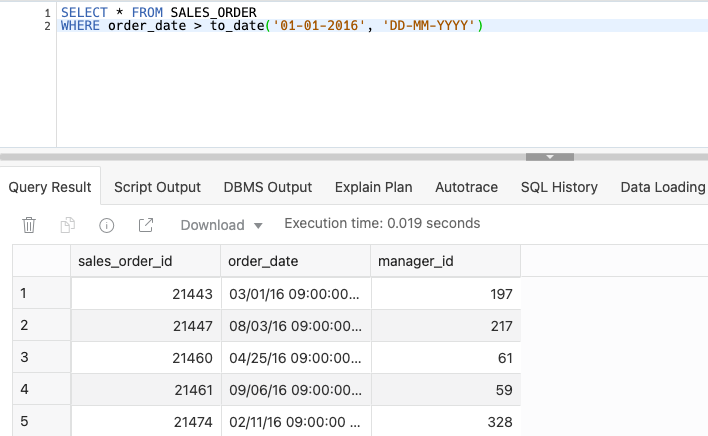 1 SELECT * FROM SALES_ORDER
2 WHERE order_date > to_date('01-01-2016', 'DD-MM-YYYY')
Query Result Script Output DBMS Output Explain Plan Autotrace SQL History Data Loading
Download Execution time: 0.019 seconds
sales_order_id order_date manager_id
1 21443 03/01/16 09:00:00... 197
2 21447 08/03/16 09:00:00... 217
3 21460 04/25/16 09:00:00... 61
4 21461 09/06/16 09:00:00... 59
5 21474 02/11/16 09:00:00 ... 328